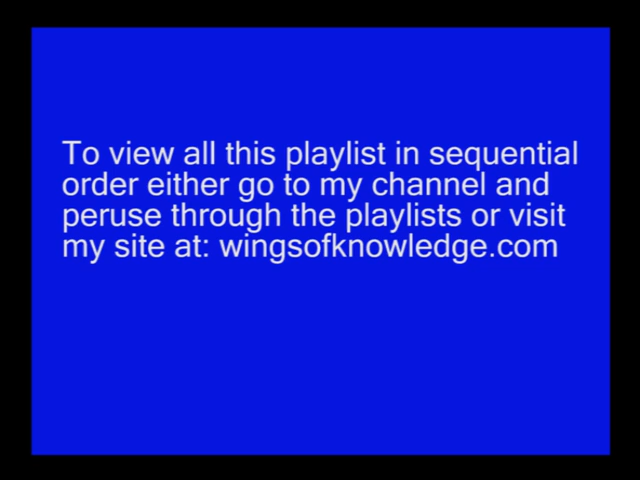 To view all this playlist in sequential
order either go to my channel and
peruse through the playlists or visit
my site at: wingsofknowledge.com